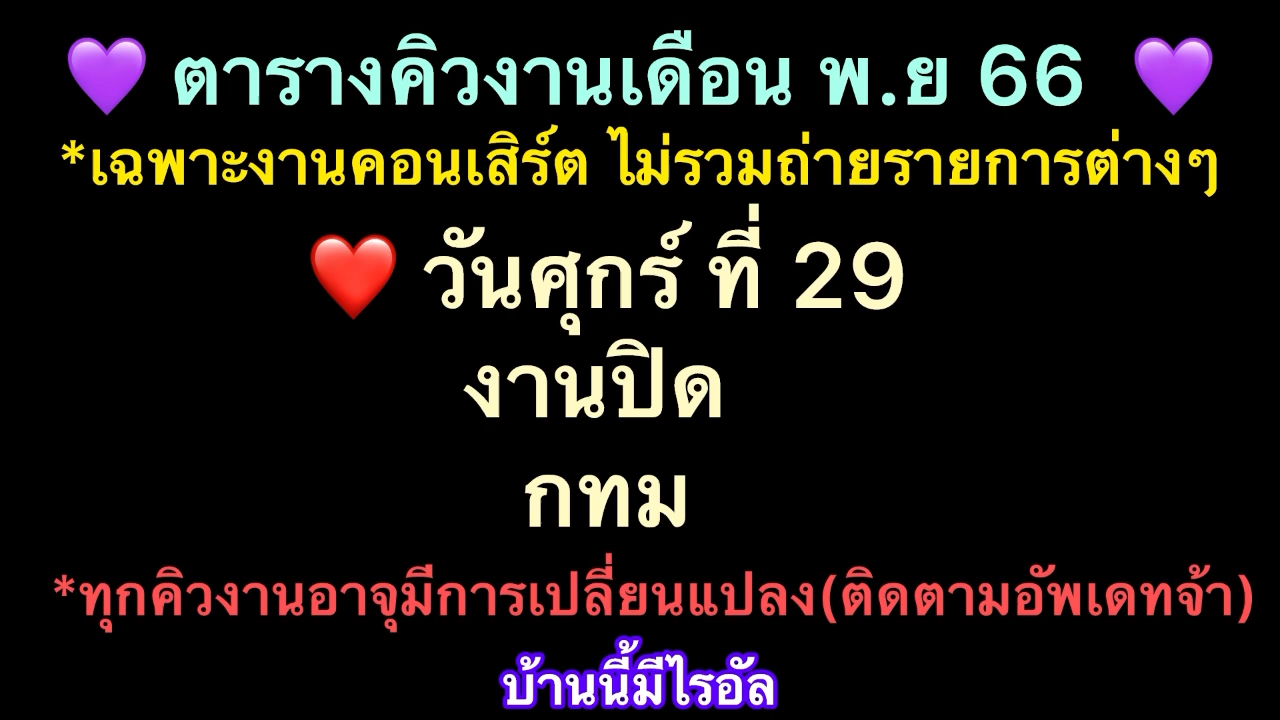 💜 ตารางคิวงานเดือน พ.ย 66 💜
*เฉพาะงานคอนเสิร์ต ไม่รวมถ่ายรายการต่างๆ
❤️ วันศุกร์ ที่ 29
งานปิด
กทม
*ทุกคิวงานอาจุมีการเปลี่ยนแปลง(ติดตามอัพเดทจ้า)
บ้านนี้มีไรอัล